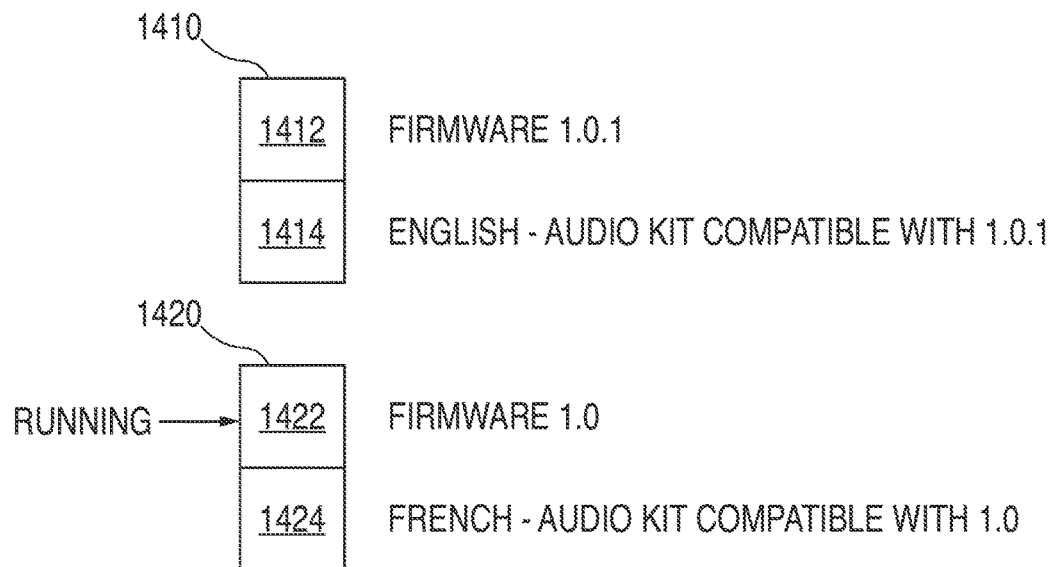 1410
1412 FIRMWARE 1.0.1
1414 ENGLISH - AUDIO KIT COMPATIBLE WITH 1.0.1
1420
RUNNING 1422 FIRMWARE 1.0
1424 FRENCH - AUDIO KIT COMPATIBLE WITH 1.0